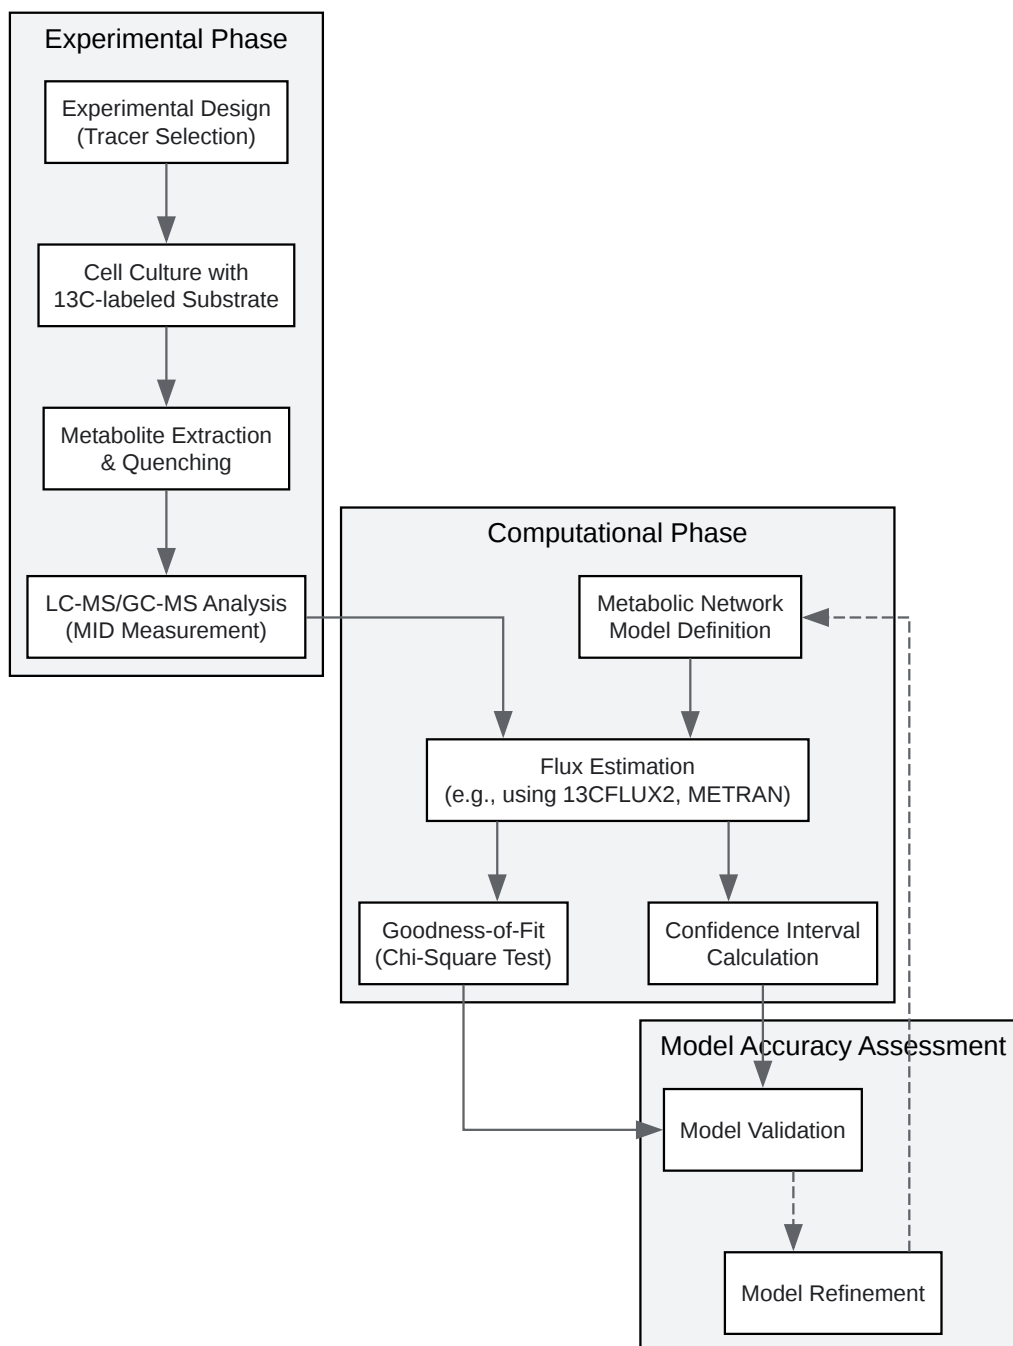 Experimental Phase
Experimental Design
(Tracer Selection)
Cell Culture with
13C-labeled Substrate
Metabolite Extraction
& Quenching
LC-MS/GC-MS Analysis
(MID Measurement)
Computational Phase
Metabolic Network
Model Definition
Flux Estimation
(e.g., using 13CFLUX2, METRAN)
Goodness-of-Fit
(Chi-Square Test)
Confidence Interval
Calculation
Model Accuracy Assessment
Model Validation
Model Refinement